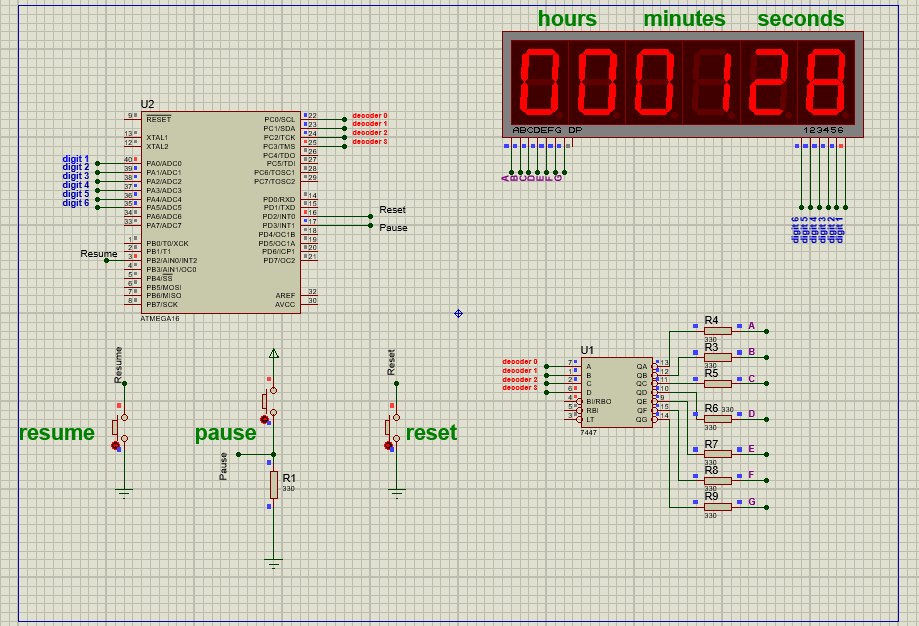 hours minutes seconds
000128
ABCDEFG DP
123456
A B C D E F G
digit 6
digit 5
digit 4
digit 3
digit 2
digit 1
U2
9 RESET
13 XTAL1
12 XTAL2
digit 1 40 PA0/ADC0
digit 2 39 PA1/ADC1
digit 3 38 PA2/ADC2
digit 4 37 PA3/ADC3
digit 5 36 PA4/ADC4
digit 6 35 PA5/ADC5
34 PA6/ADC6
33 PA7/ADC7
1 PB0/T0/XCK
2 PB1/T1
Resume 3 PB2/AIN0/INT2
4 PB3/AIN1/OC0
5 PB4/SS
6 PB5/MOSI
7 PB6/MISO
8 PB7/SCK
PC0/SCL 22 decoder 0
PC1/SDA 23 decoder 1
PC2/TCK 24 decoder 2
PC3/TMS 25 decoder 3
PC4/TDO 26
PC5/TDI 27
PC6/TOSC1 28
PC7/TOSC2 29
PD0/RXD 14
PD1/TXD 15
PD2/INT0 16 Reset
PD3/INT1 17 Pause
PD4/OC1B 18
PD5/OC1A 19
PD6/ICP1 20
PD7/OC2 21
AREF 32
AVCC 30
ATMEGA16
Resume
resume
pause
Pause
R1
330
Reset
reset
U1
decoder 0 7 A
decoder 1 1 B
decoder 2 2 C
decoder 3 6 D
4 BI/RBO
5 RBI
3 LT
QA 13
QB 12
QC 11
QD 10
QE 9
QF 15
QG 14
7447
R4 A
330
R3 B
330
R5 C
R6 330 D
330
R7 E
330
R8 F
330
R9 G
330